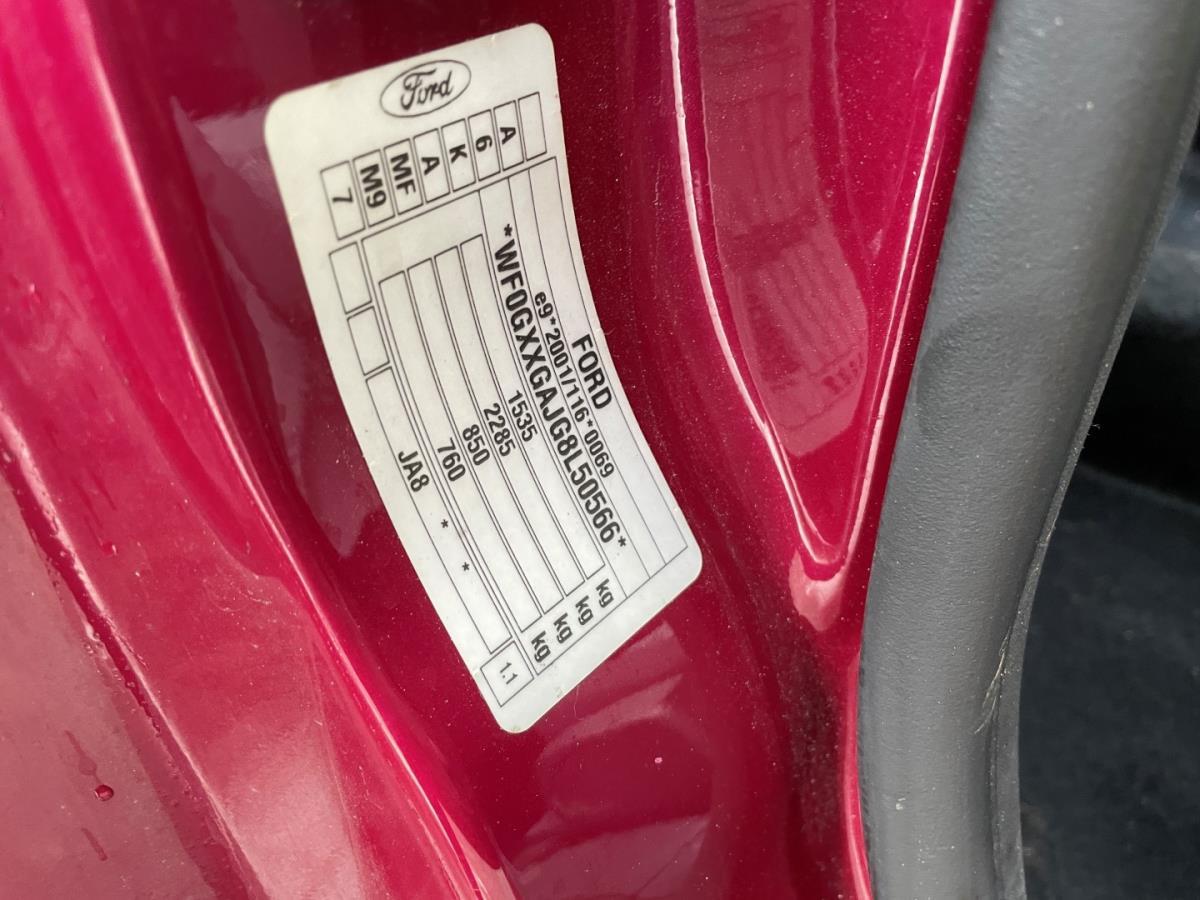 Ford
FORD
e9*2001/116*0069
*WF0GXXGAJG8L50566*
1535 kg
2285 kg
850 kg
760 kg
JA8 * *
1.1
A
6
K
A
MF
M9
7